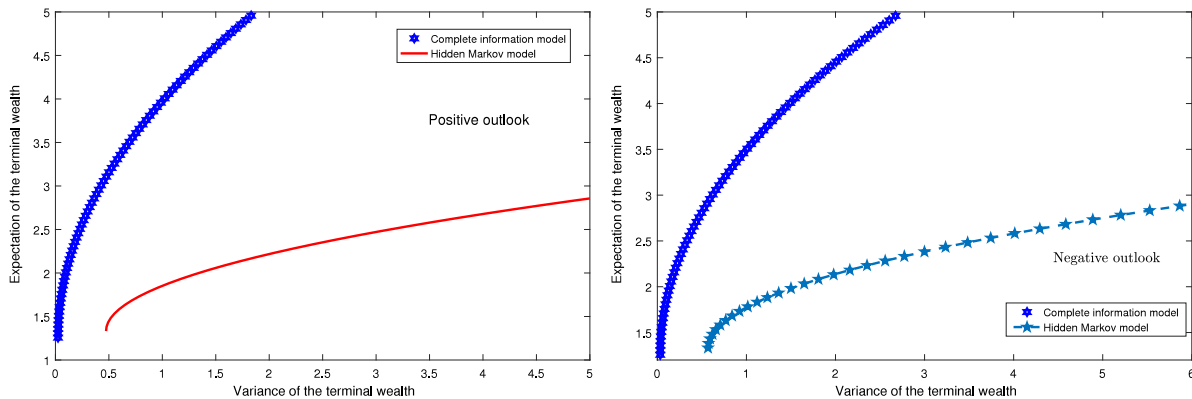 5
4.5
4
3.5
3
2.5
2
1.5
1
Expectation of the terminal wealth
0 0.5 1 1.5 2 2.5 3 3.5 4 4.5 5
Variance of the terminal wealth
Complete information model
Hidden Markov model
Positive outlook
5
4.5
4
3.5
3
2.5
2
1.5
Expectation of the terminal wealth
0 1 2 3 4 5 6
Variance of the terminal wealth
Negative outlook
Complete information model
Hidden Markov model